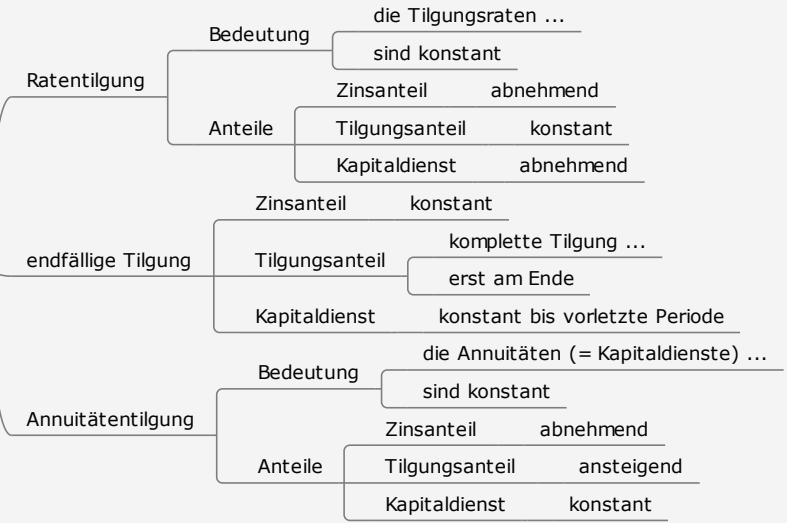 Ratentilgung
Bedeutung
die Tilgungsraten ...
sind konstant
Anteile
Zinsanteil abnehmend
Tilgungsanteil konstant
Kapitaldienst abnehmend
endfällige Tilgung
Zinsanteil konstant
Tilgungsanteil
komplette Tilgung ...
erst am Ende
Kapitaldienst konstant bis vorletzte Periode
Annuitätentilgung
Bedeutung
die Annuitäten (= Kapitaldienste) ...
sind konstant
Anteile
Zinsanteil abnehmend
Tilgungsanteil ansteigend
Kapitaldienst konstant